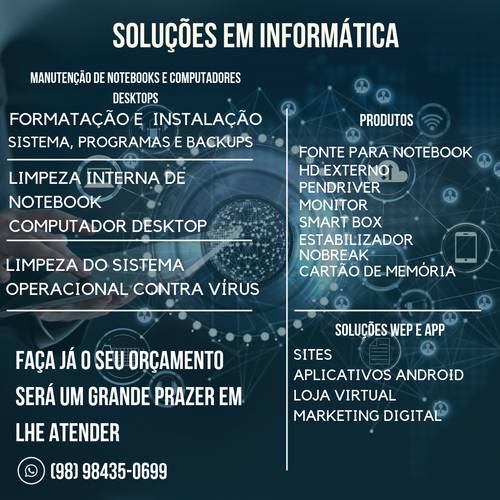 SOLUÇÕES EM INFORMÁTICA
MANUTENÇÃO DE NOTEBOOKS E COMPUTADORES
DESKTOPS
FORMATAÇÃO E INSTALAÇÃO
SISTEMA, PROGRAMAS E BACKUPS
LIMPEZA INTERNA DE
NOTEBOOK
COMPUTADOR DESKTOP
LIMPEZA DO SISTEMA
OPERACIONAL CONTRA VÍRUS
FAÇA JÁ O SEU ORÇAMENTO
SERÁ UM GRANDE PRAZER EM
LHE ATENDER
(98) 98435-0699
PRODUTOS
FONTE PARA NOTEBOOK
HD EXTERNO
PENDRIVER
MONITOR
SMART BOX
ESTABILIZADOR
NOBREAK
CARTÃO DE MEMÓRIA
SOLUÇÕES WEP E APP
SITES
APLICATIVOS ANDROID
LOJA VIRTUAL
MARKETING DIGITAL